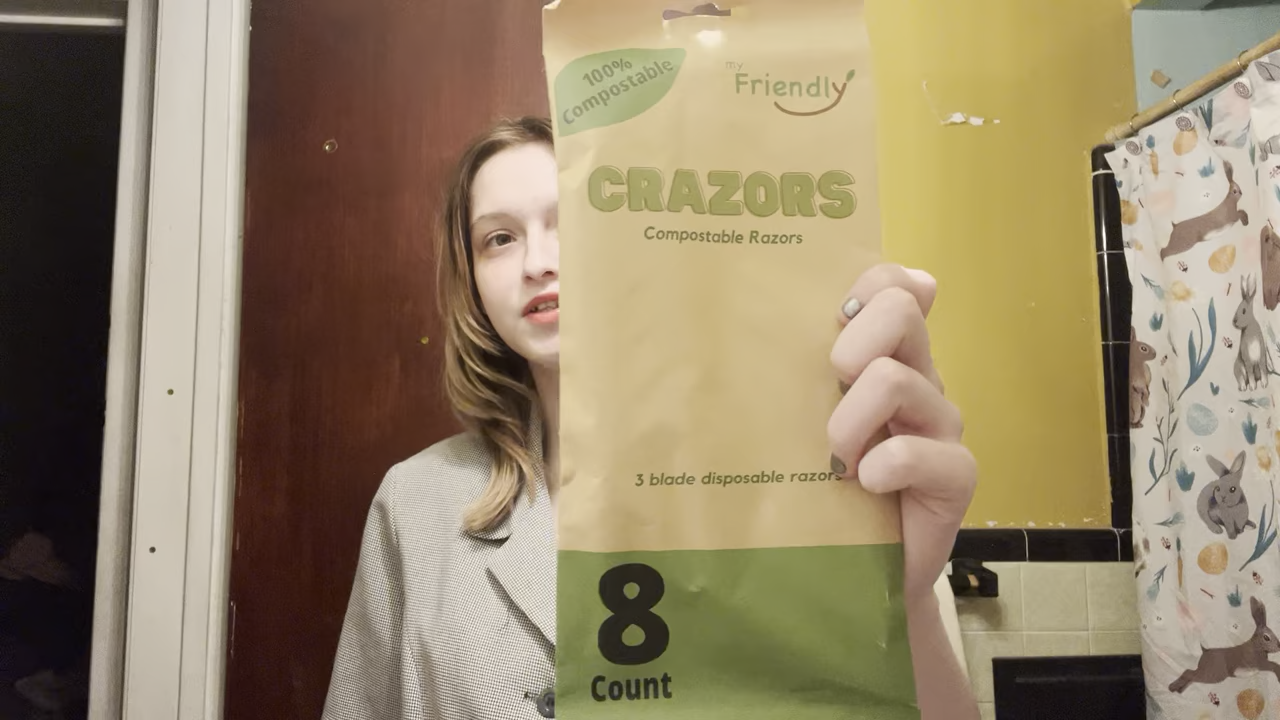 100%
Compostable
my
Friendly
CRAZORS
Compostable Razors
3 blade disposable razors
8
Count